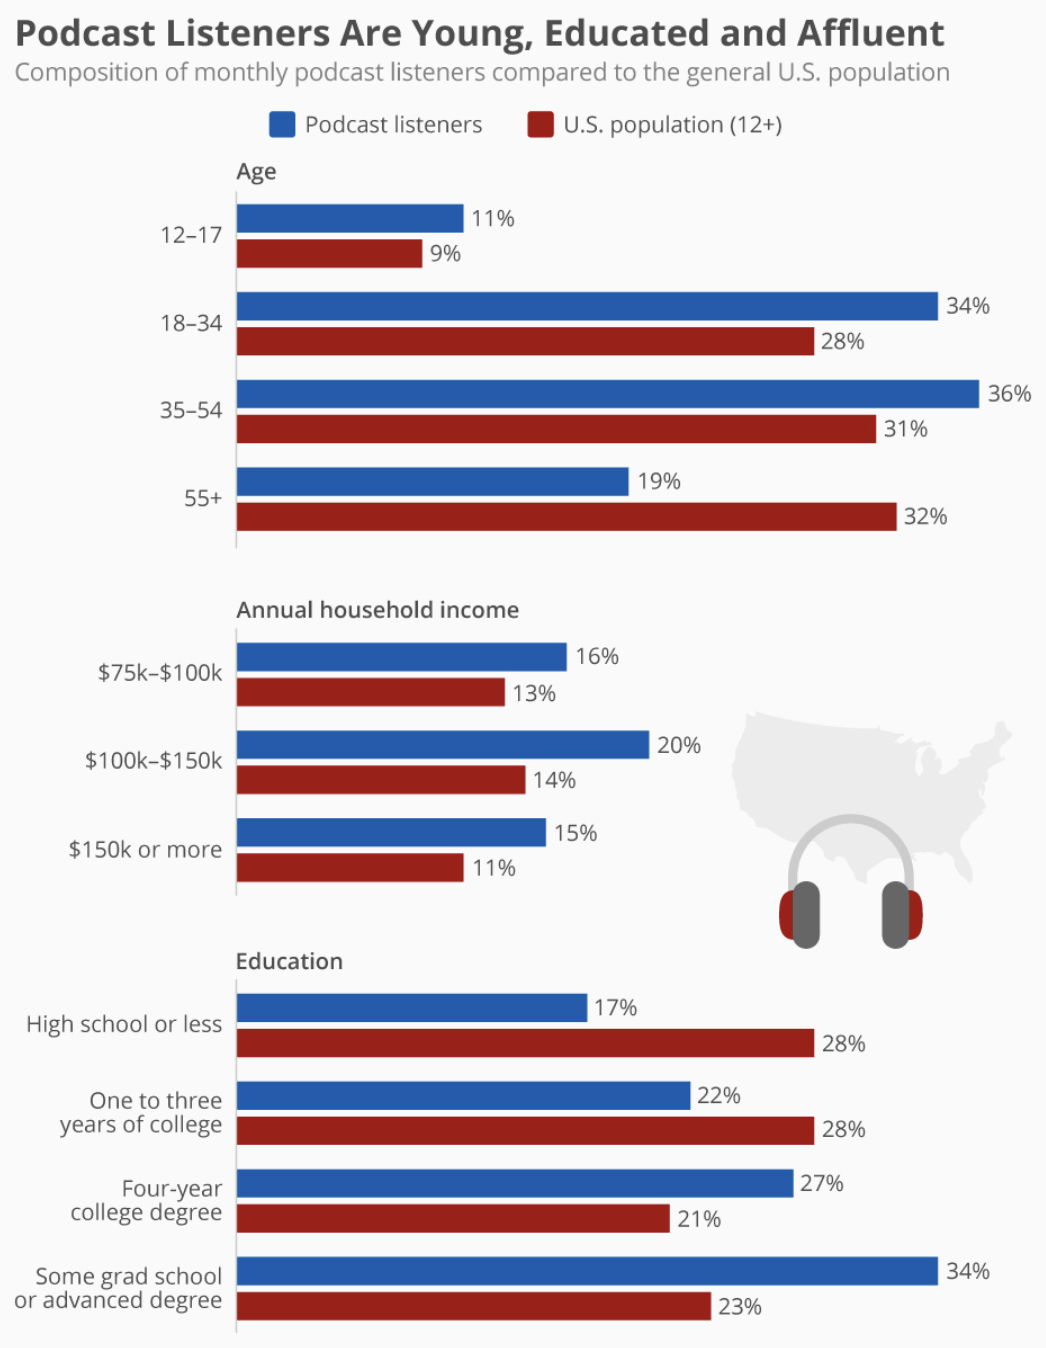 Podcast Listeners Are Young, Educated and Affluent
Composition of monthly podcast listeners compared to the general U.S. population
Podcast listeners
U.S. population (12+)
Age
12–17
11%
9%
18–34
34%
28%
35–54
36%
31%
55+
19%
32%
Annual household income
$75k–$100k
16%
13%
$100k–$150k
20%
14%
$150k or more
15%
11%
Education
High school or less
17%
28%
One to three
years of college
22%
28%
Four-year
college degree
27%
21%
Some grad school
or advanced degree
34%
23%